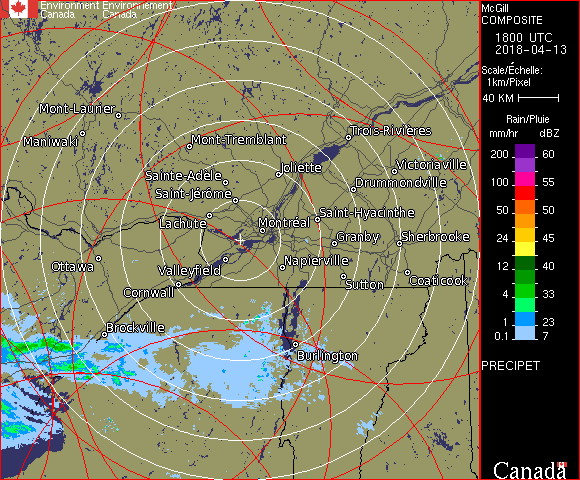 Environment Environnement
Canada Canada
McGill
COMPOSITE
1800 UTC
2018-04-13
Scale/Échelle:
1km/Pixel
40 KM
Rain/Pluie
mm/hr dBZ
200 60
100 55
50 50
24 45
12 40
4 33
1 23
0.1 7
PRECIPET
Canada
Mont-Laurier
Maniwaki
Mont-Tremblant
Trois-Rivières
Sainte-Adèle
Joliette
Victoriaville
Saint-Jérôme
Drummondville
Lachute
Montréal
Saint-Hyacinthe
Granby
Sherbrooke
Ottawa
Valleyfield
Napierville
Cornwall
Sutton
Coaticook
Brockville
Burlington